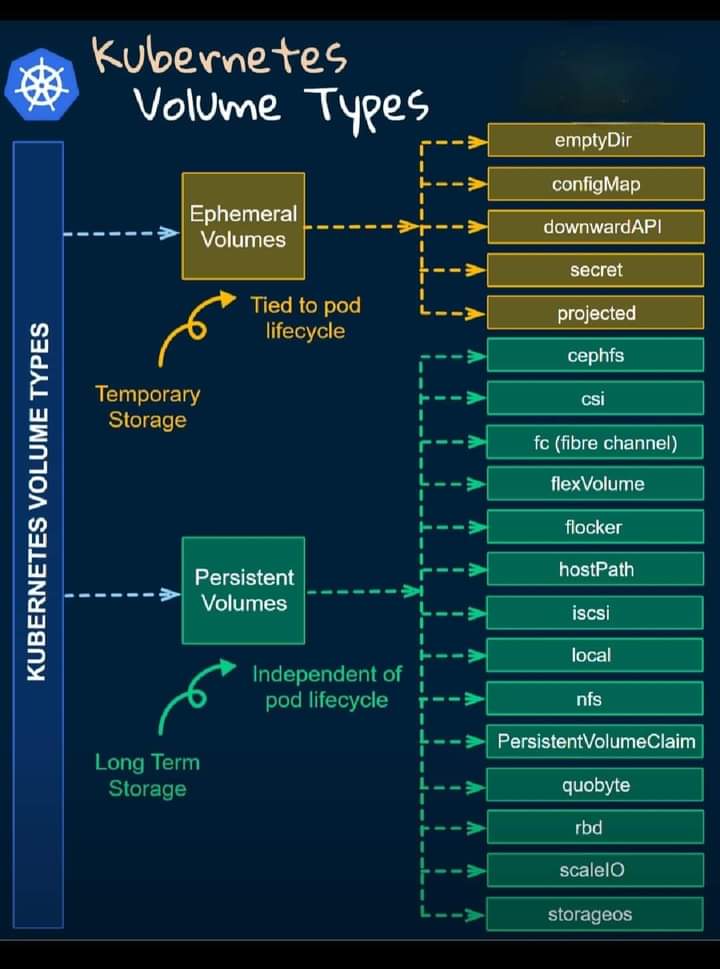 Kubernetes
Volume Types
KUBERNETES VOLUME TYPES
Ephemeral
Volumes
Tied to pod
lifecycle
Temporary
Storage
emptyDir
configMap
downwardAPI
secret
projected
Persistent
Volumes
Independent of
pod lifecycle
Long Term
Storage
cephfs
csi
fc (fibre channel)
flexVolume
flocker
hostPath
iscsi
local
nfs
PersistentVolumeClaim
quobyte
rbd
scaleIO
storageos